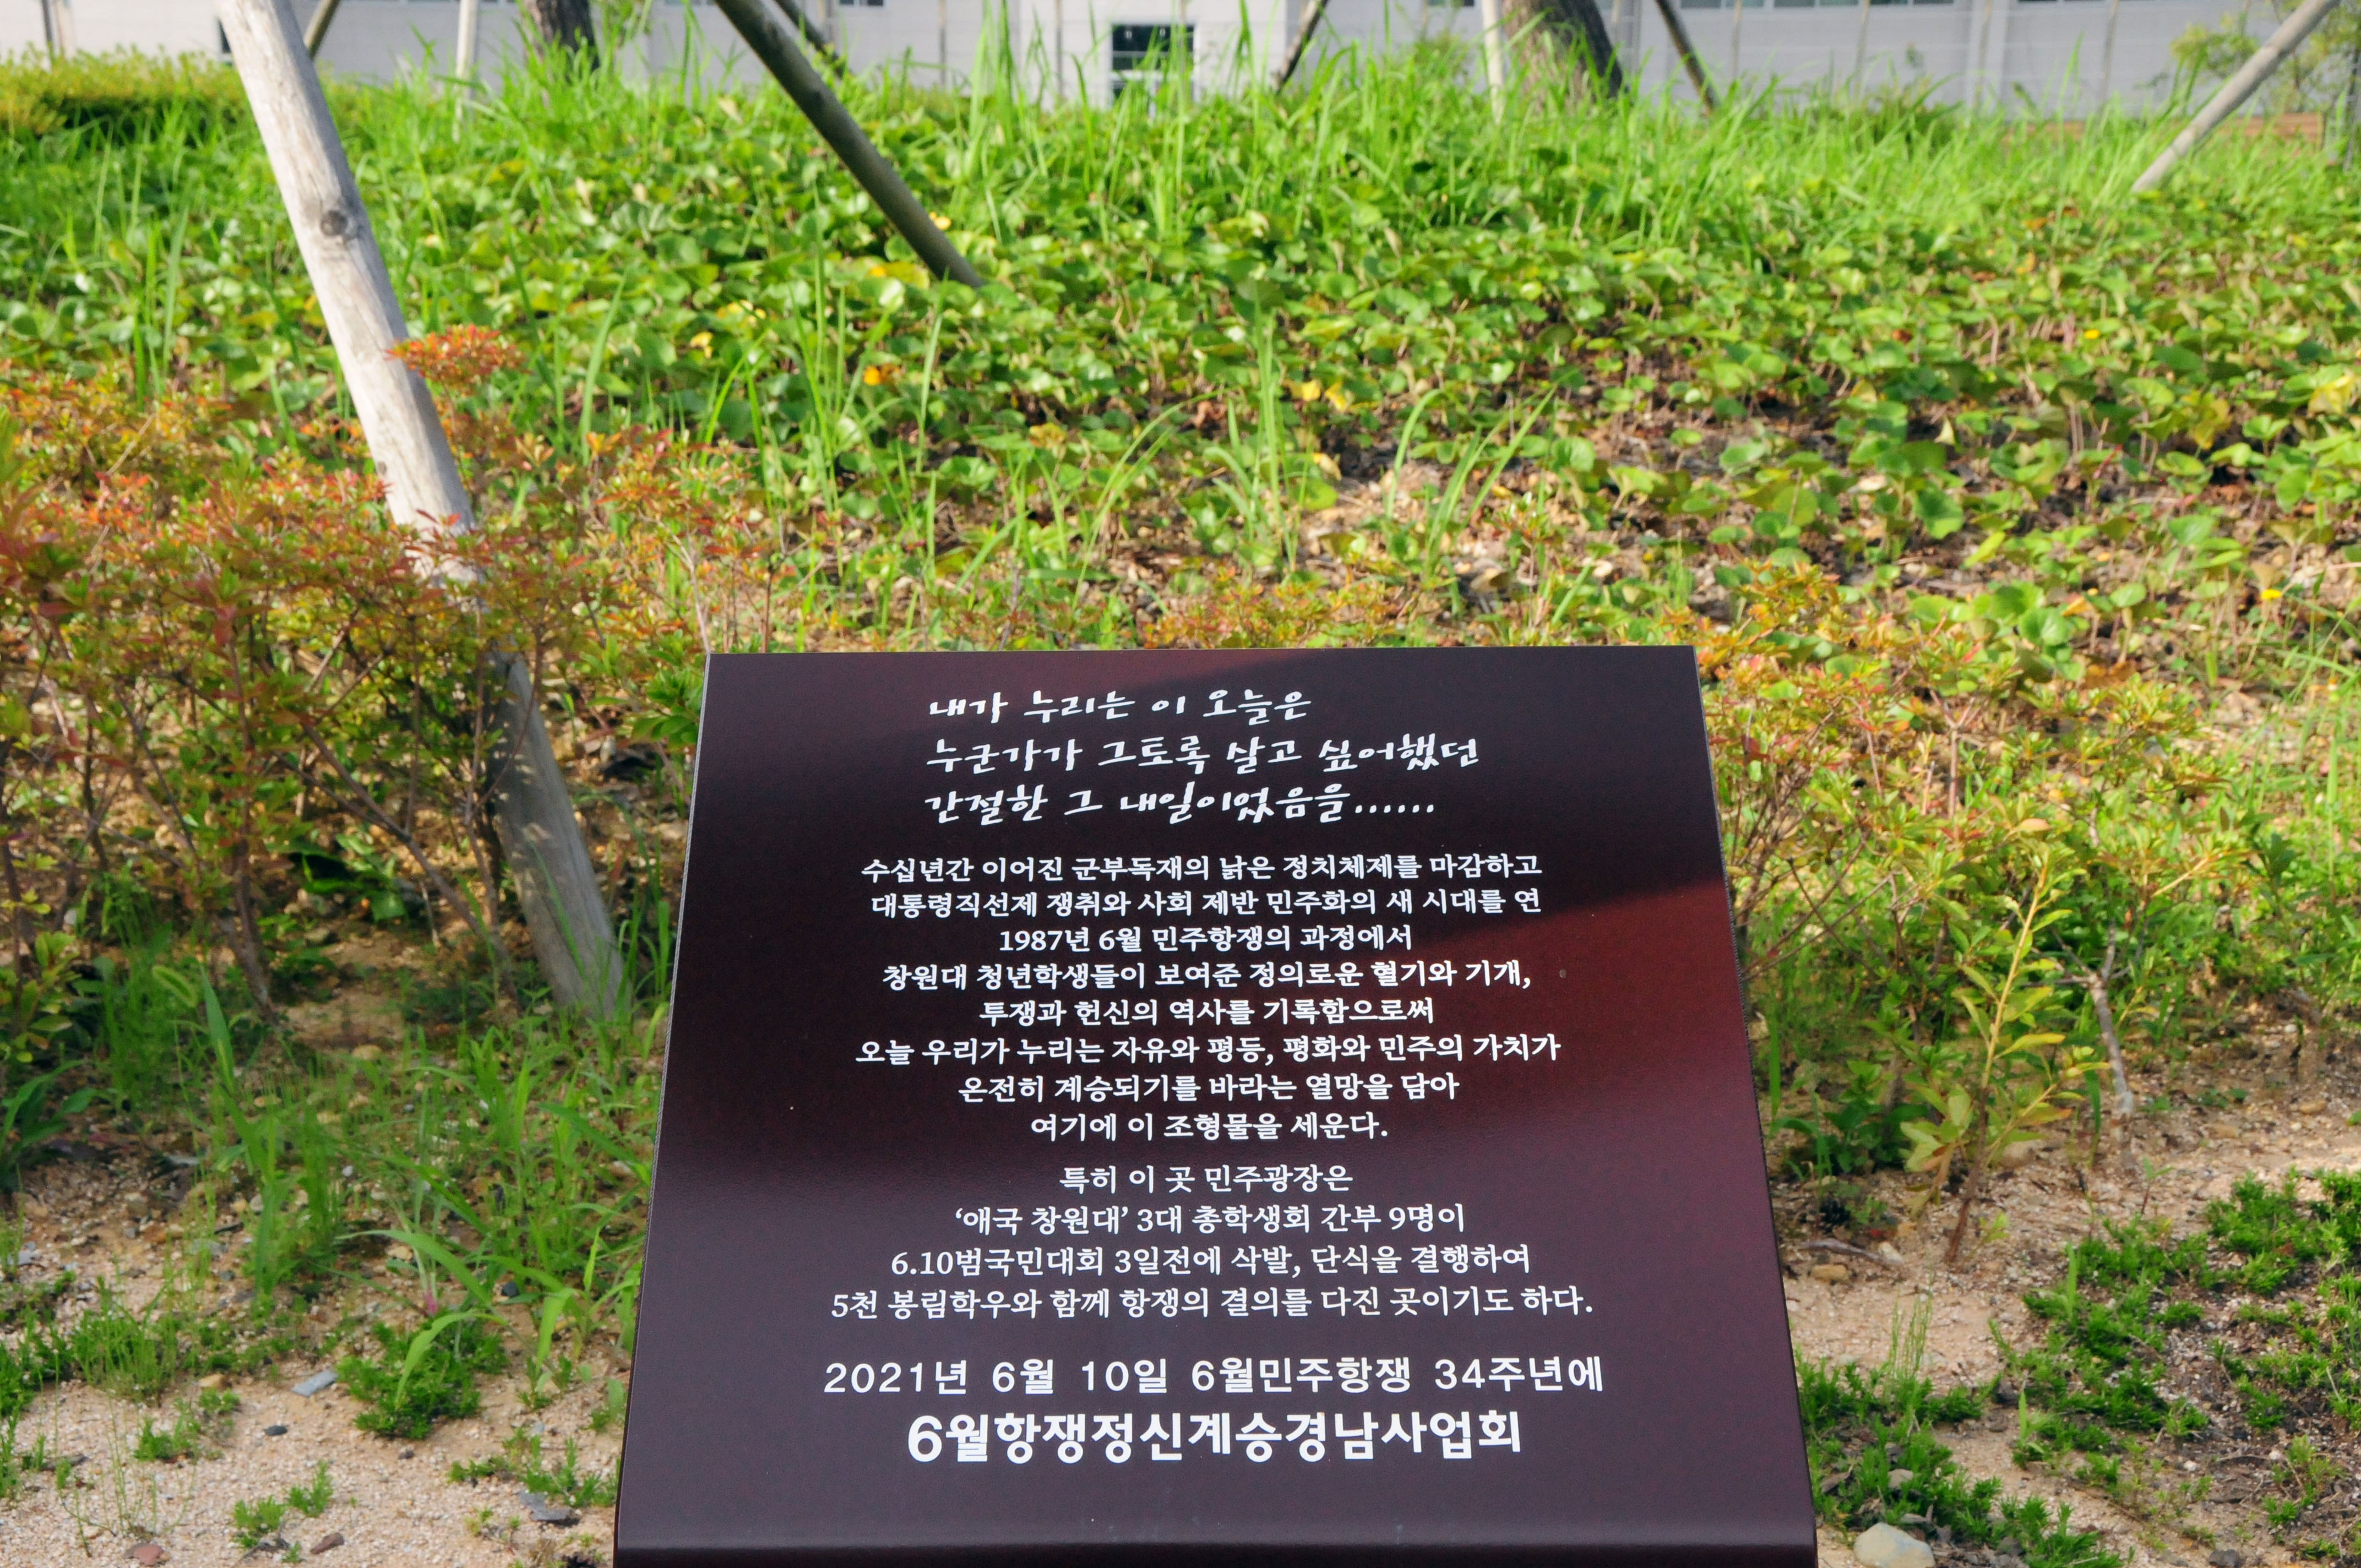 내가 누리는 이 오늘은
누군가가 그토록 살고 싶어했던
간절한 그 내일이었음을......
수십년간 이어진 군부독재의 낡은 정치체제를 마감하고
대통령직선제 쟁취와 사회 제반 민주화의 새 시대를 연
1987년 6월 민주항쟁의 과정에서
창원대 청년학생들이 보여준 정의로운 혈기와 기개,
투쟁과 헌신의 역사를 기록함으로써
오늘 우리가 누리는 자유와 평등, 평화와 민주의 가치가
온전히 계승되기를 바라는 열망을 담아
여기에 이 조형물을 세운다.
특히 이 곳 민주광장은
‘애국 창원대’ 3대 총학생회 간부 9명이
6.10범국민대회 3일전에 삭발, 단식을 결행하여
5천 봉림학우와 함께 항쟁의 결의를 다진 곳이기도 하다.
2021년 6월 10일 6월민주항쟁 34주년에
6월항쟁정신계승경남사업회